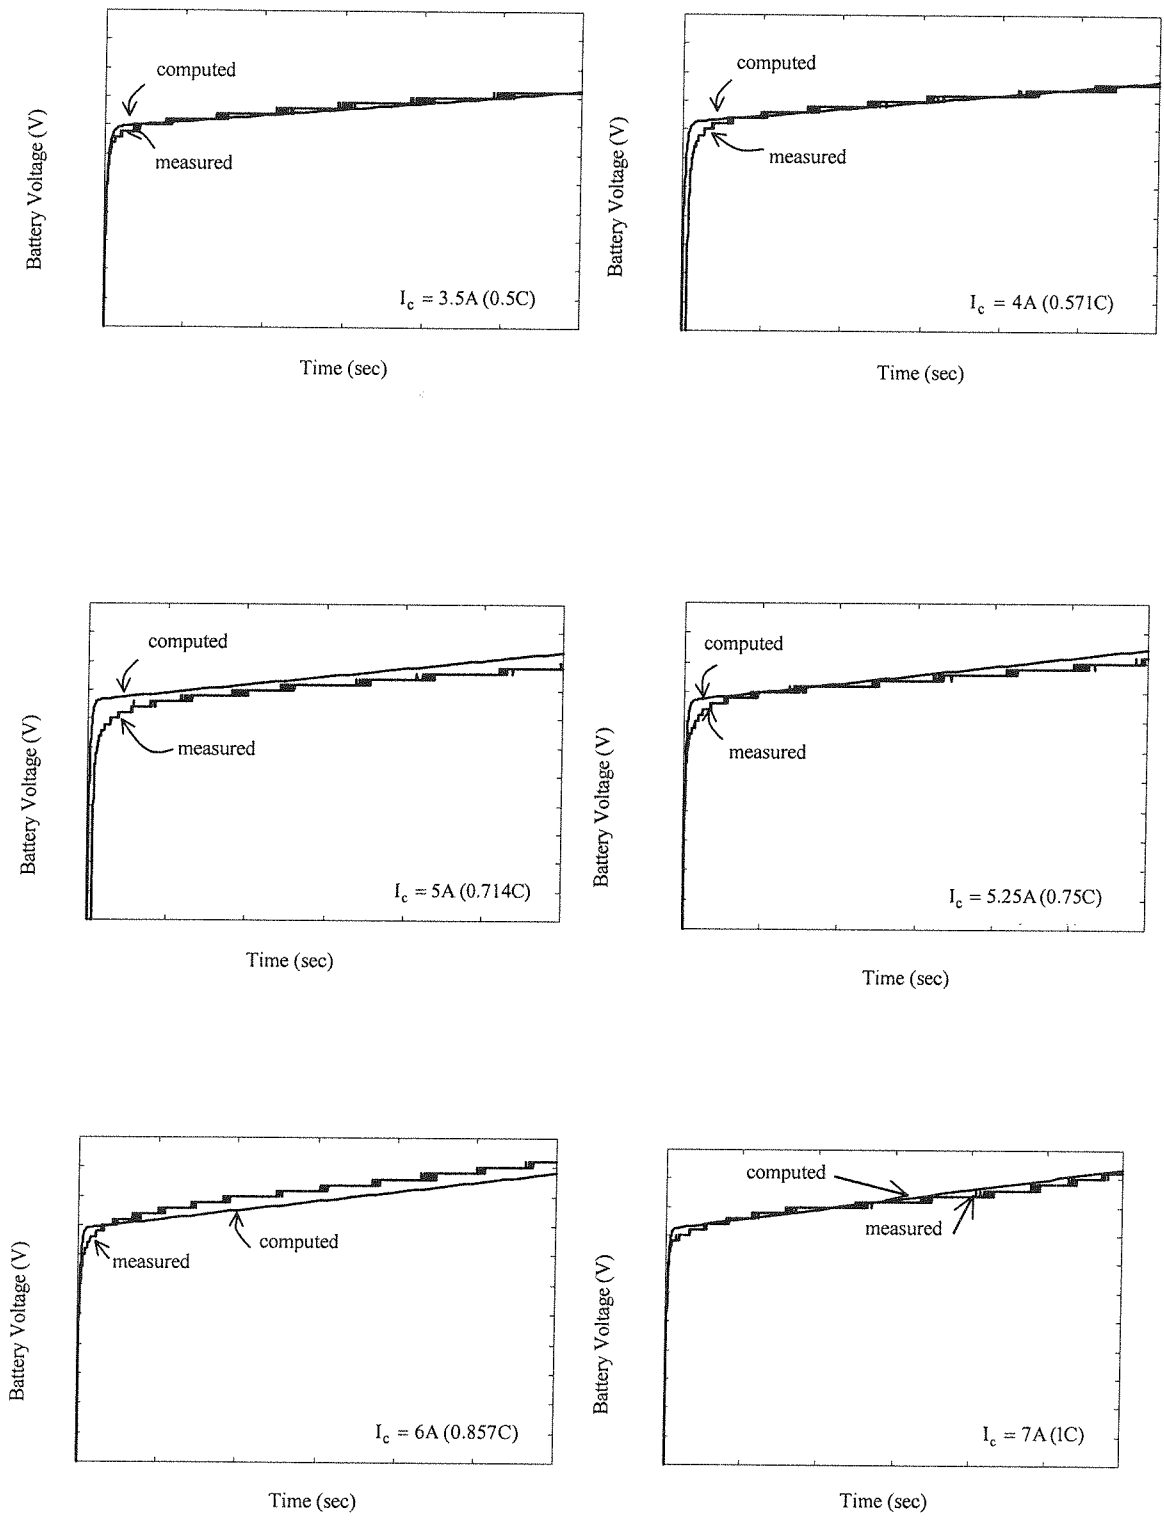 computed
measured
Battery Voltage (V)
I_c = 3.5A (0.5C)
Time (sec)
computed
measured
Battery Voltage (V)
I_c = 4A (0.571C)
Time (sec)
computed
measured
Battery Voltage (V)
I_c = 5A (0.714C)
Time (sec)
computed
measured
Battery Voltage (V)
I_c = 5.25A (0.75C)
Time (sec)
computed
measured
Battery Voltage (V)
I_c = 6A (0.857C)
Time (sec)
computed
measured
Battery Voltage (V)
I_c = 7A (1C)
Time (sec)